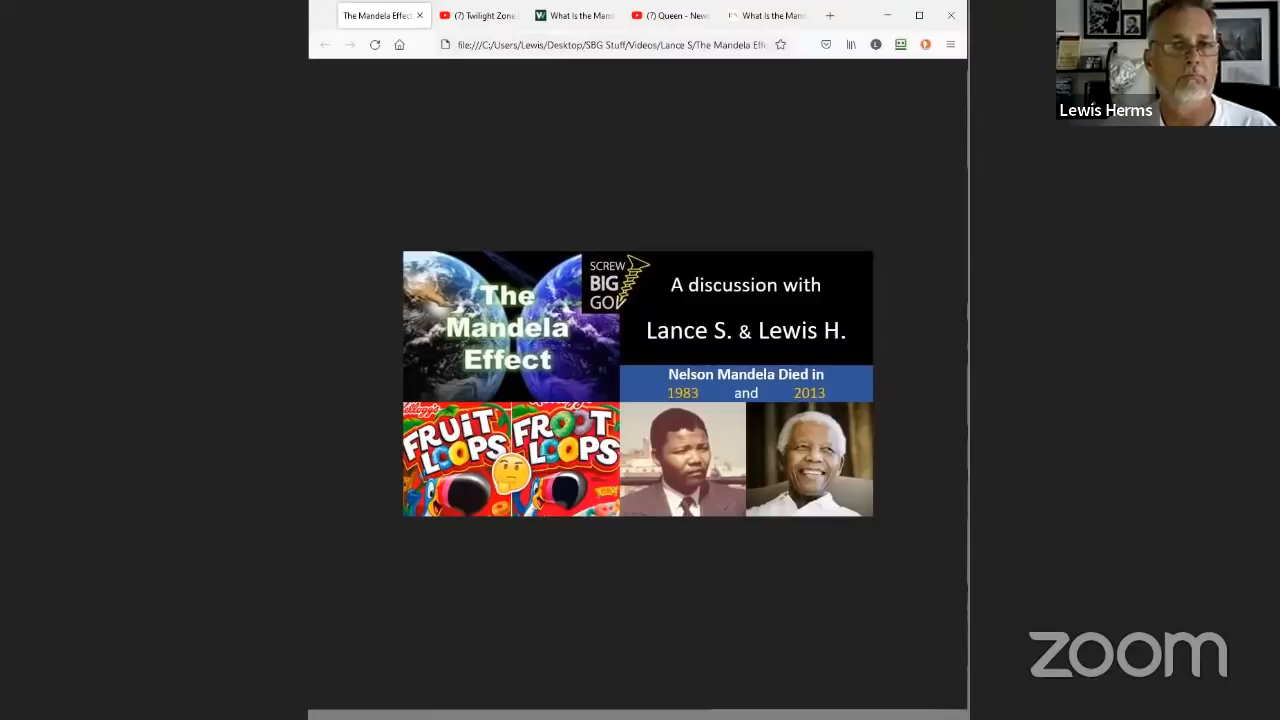 The Mandela Effect
(?) Twilight Zone
What Is the Mand
(?) Queen - News
What is the Mand
file:///C:/Users/Lewis/Desktop/SBG Stuff/Videos/Lance S/The Mandela Eff
Lewis Herms
The
Mandela
Effect
SCREW
BIG
GOV
A discussion with
Lance S. & Lewis H.
Nelson Mandela Died in
1983 and 2013
Kellogg's
FRUIT
LOOPS
FROOT
LOOPS
zoom